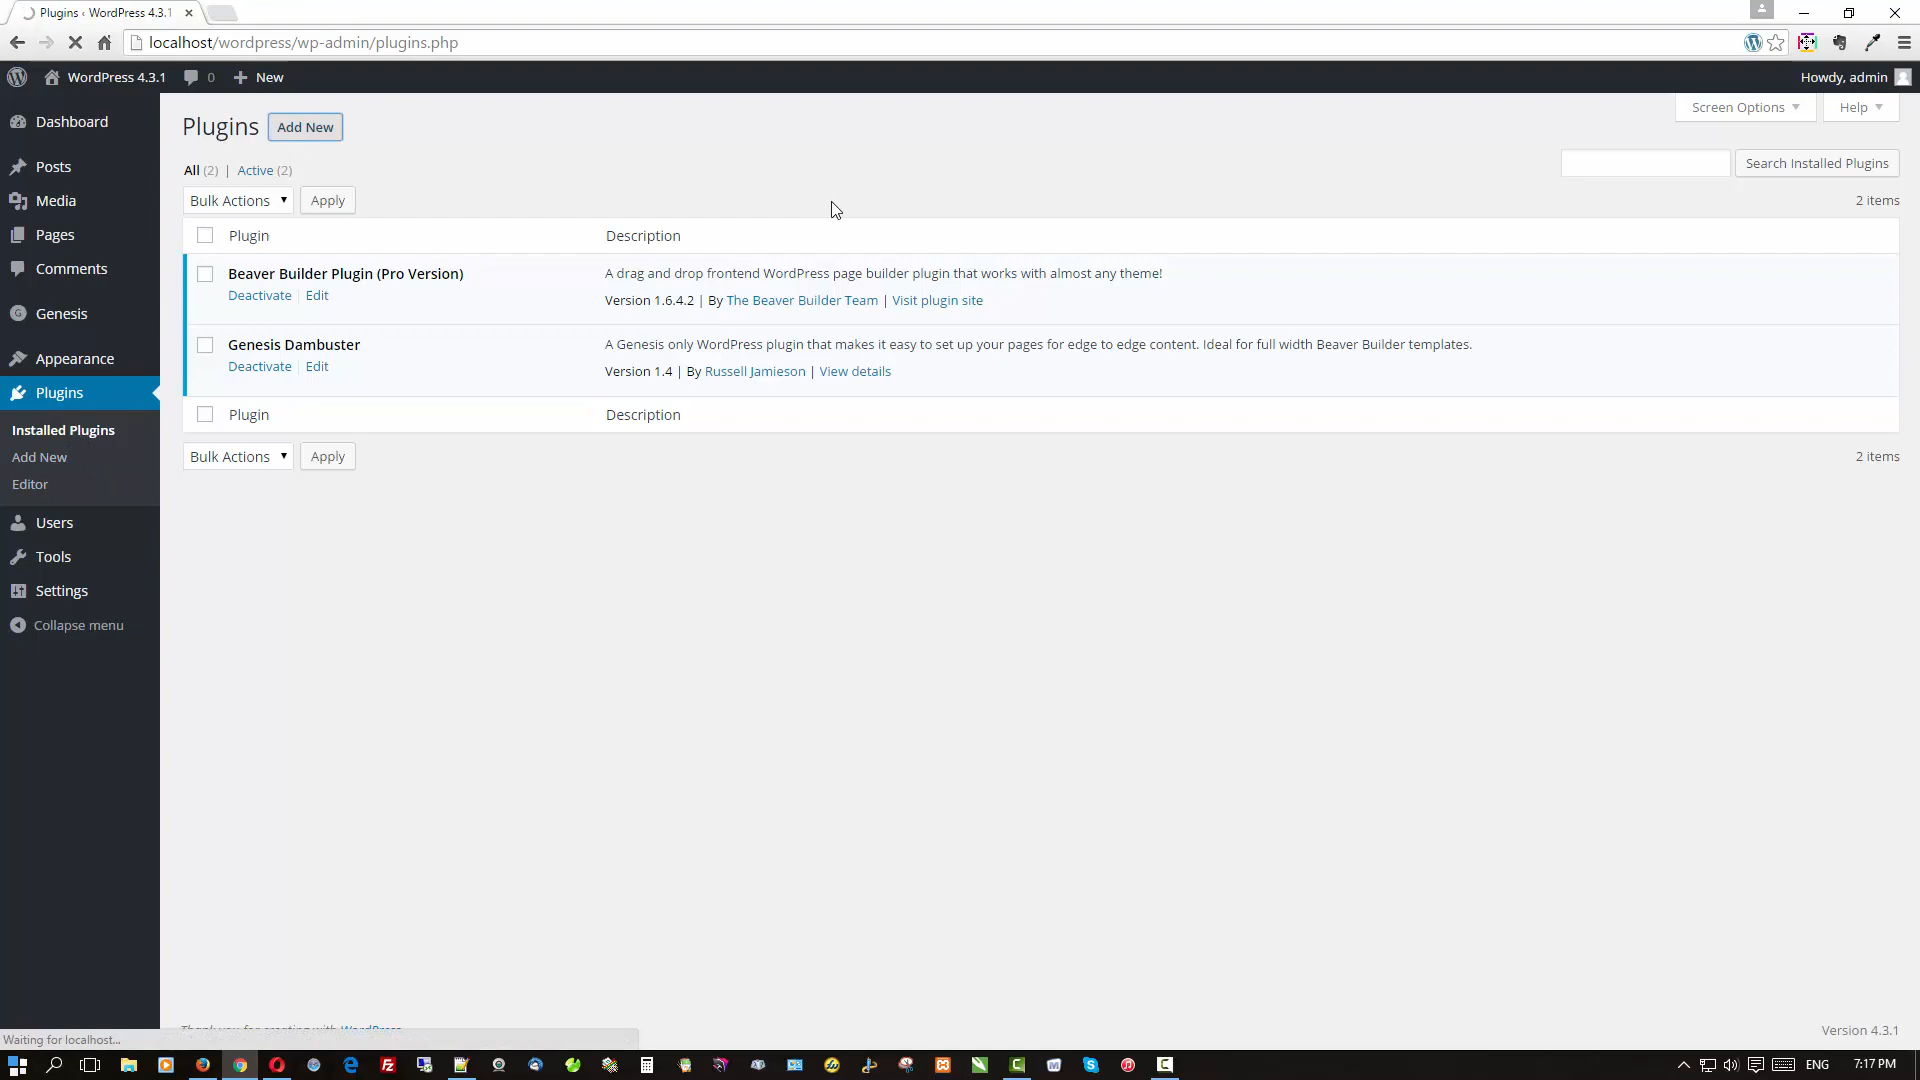 Plugins ‹ WordPress 4.3.1
localhost/wordpress/wp-admin/plugins.php
WordPress 4.3.1 0 New Howdy, admin
Screen Options Help
Dashboard
Posts
Media
Pages
Comments
Genesis
Appearance
Plugins
Installed Plugins
Add New
Editor
Users
Tools
Settings
Collapse menu
Plugins Add New
All (2) | Active (2)
Search Installed Plugins
Bulk Actions Apply
2 items
Plugin Description
Beaver Builder Plugin (Pro Version)
Deactivate | Edit
A drag and drop frontend WordPress page builder plugin that works with almost any theme!
Version 1.6.4.2 | By The Beaver Builder Team | Visit plugin site
Genesis Dambuster
Deactivate | Edit
A Genesis only WordPress plugin that makes it easy to set up your pages for edge to edge content. Ideal for full width Beaver Builder templates.
Version 1.4 | By Russell Jamieson | View details
Plugin Description
Bulk Actions Apply
2 items
Thank you for creating with WordPress
Version 4.3.1
Waiting for localhost...
ENG 7:17 PM